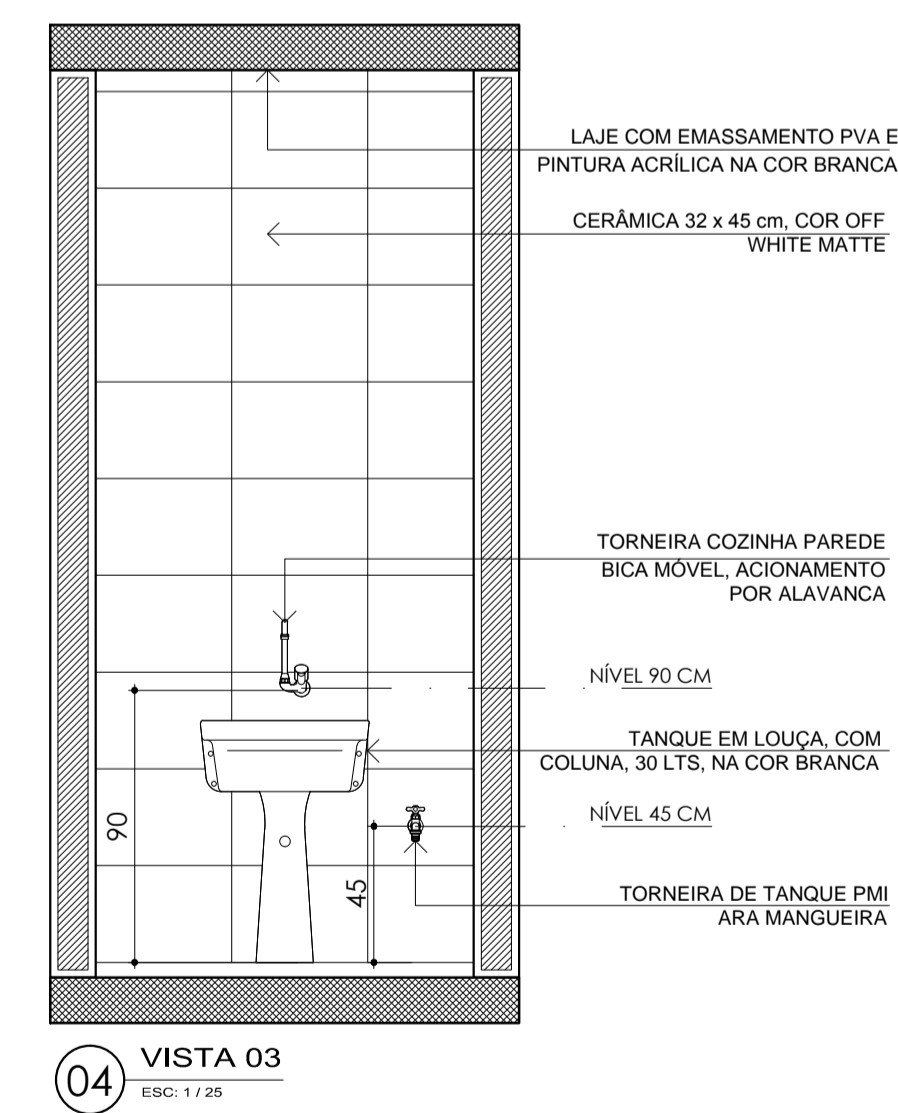 LAJE COM EMASSAMENTO PVA E
PINTURA ACRÍLICA NA COR BRANCA
CERÂMICA 32 x 45 cm, COR OFF
WHITE MATTE
TORNEIRA COZINHA PAREDE
BICA MÓVEL, ACIONAMENTO
POR ALAVANCA
NÍVEL 90 CM
TANQUE EM LOUÇA, COM
COLUNA, 30 LTS, NA COR BRANCA
NÍVEL 45 CM
90
45
TORNEIRA DE TANQUE PMI
ARA MANGUEIRA
04
VISTA 03
ESC: 1 / 25